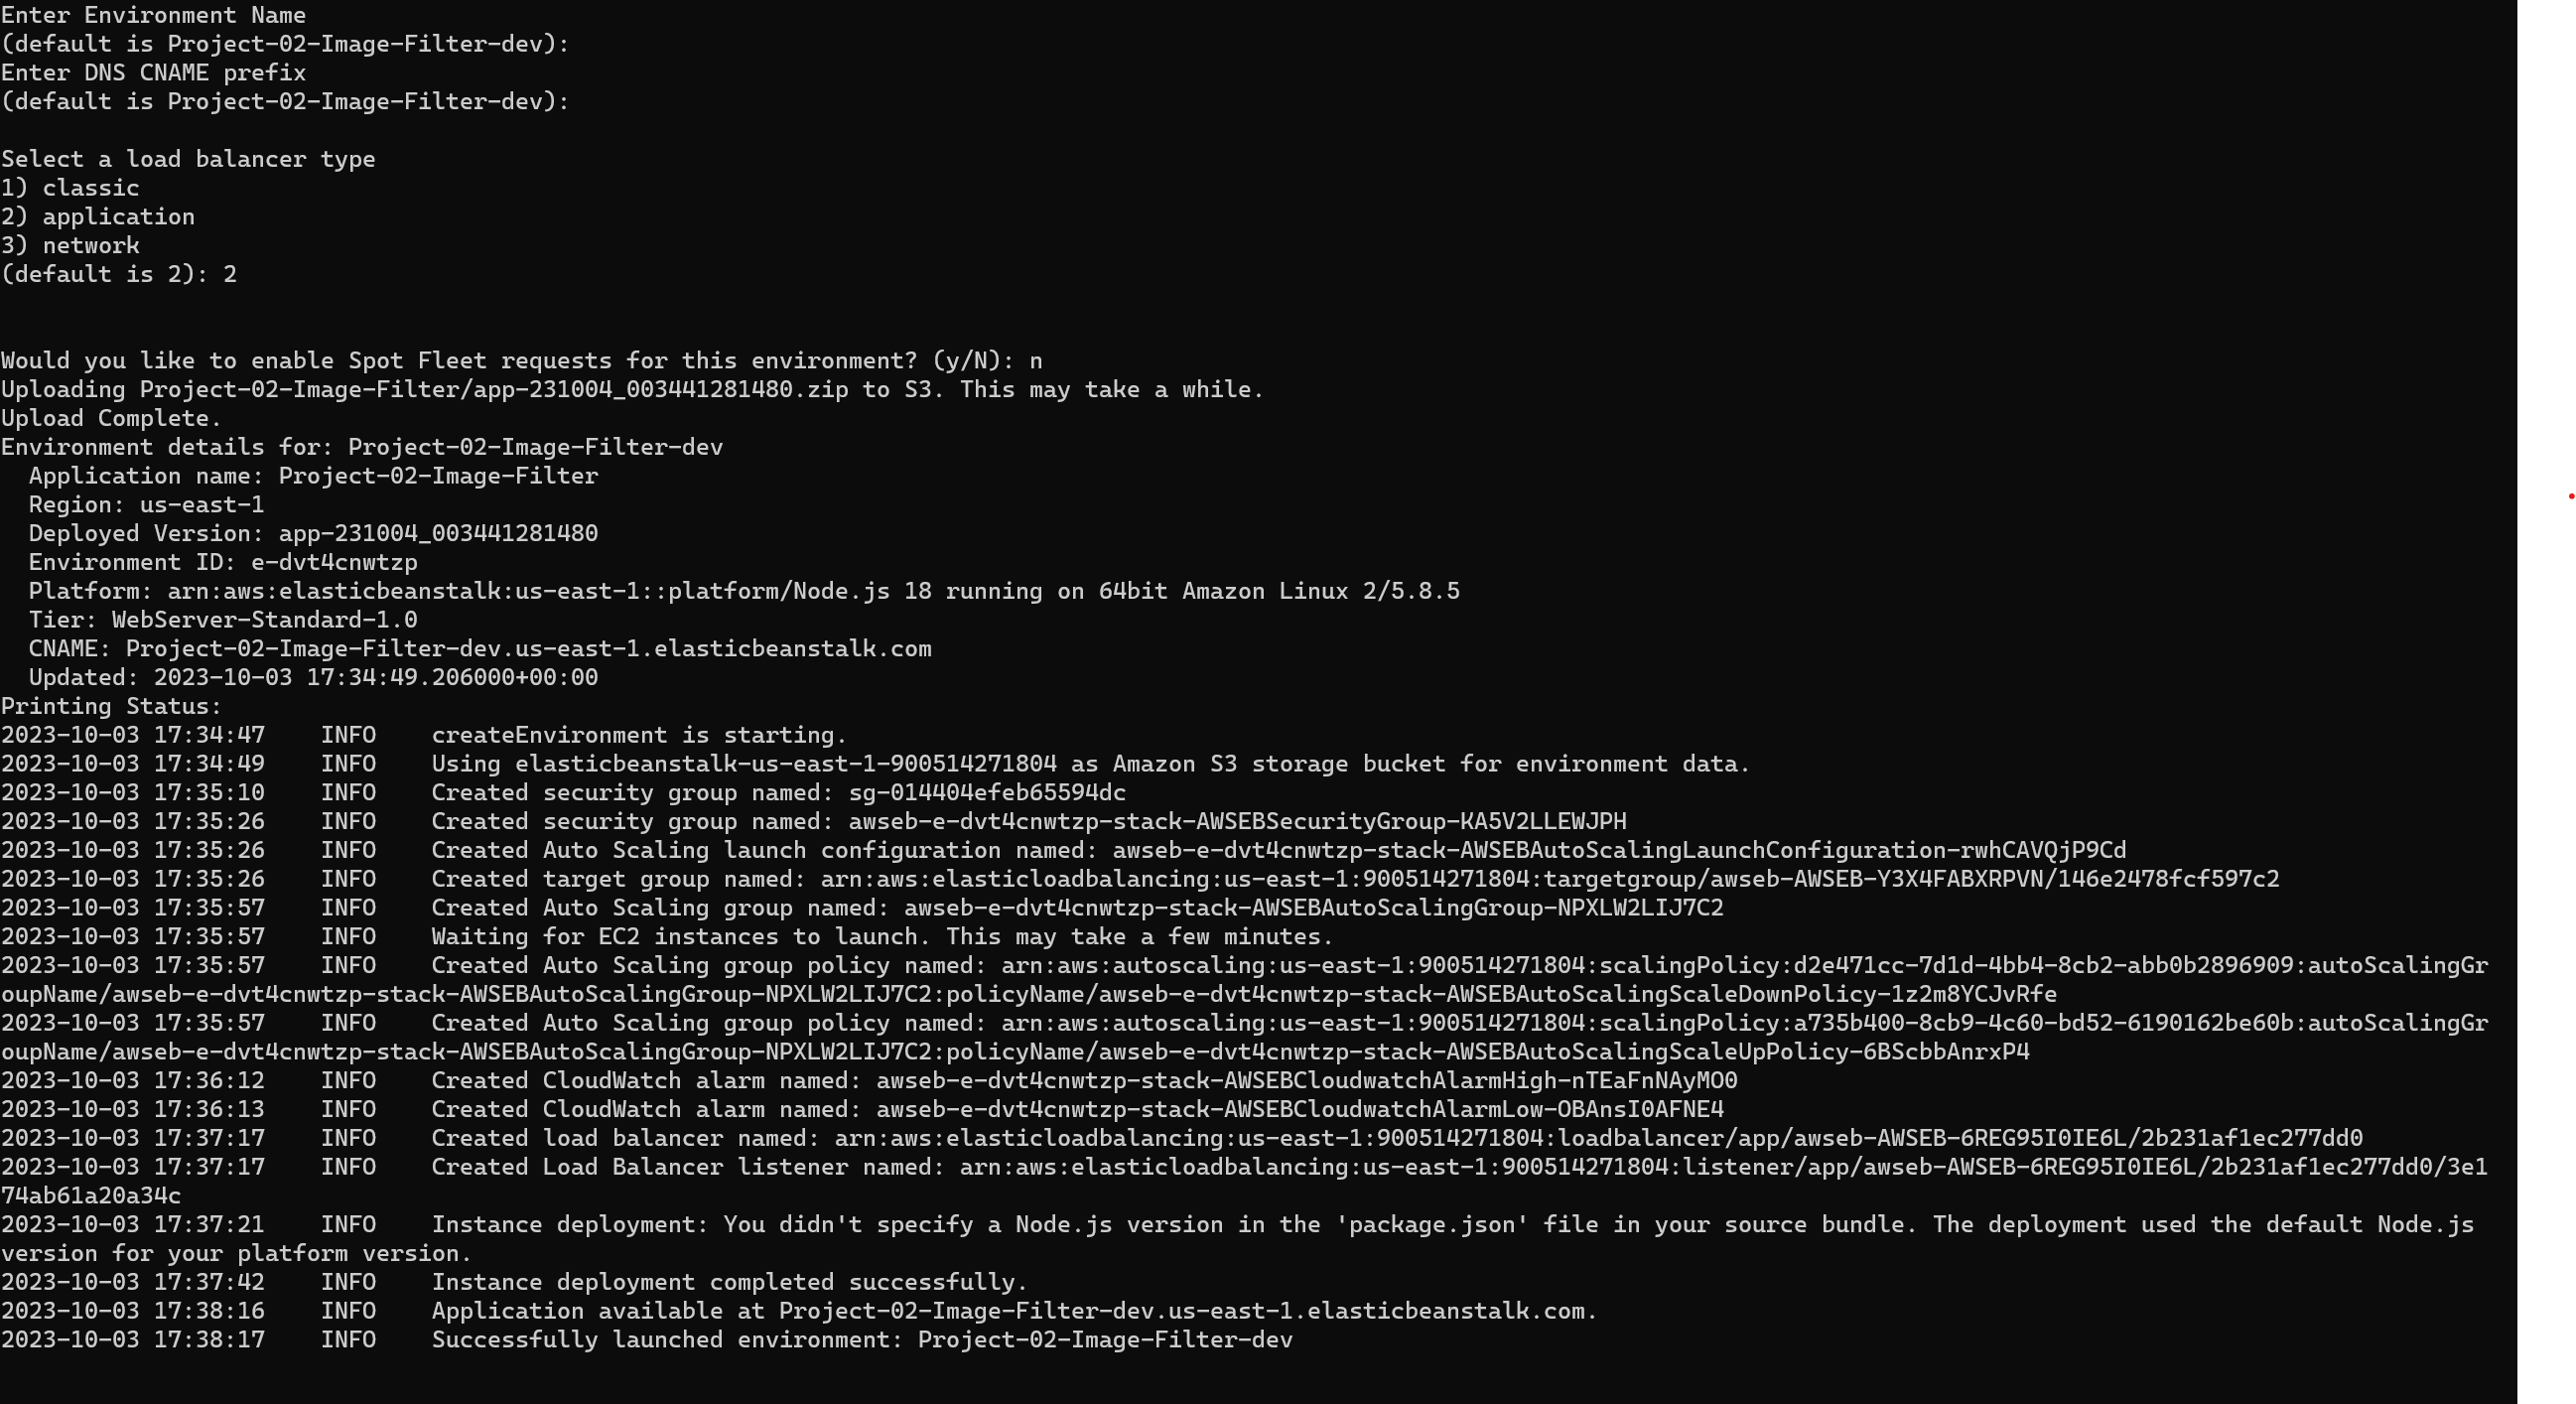 Enter Environment Name
(default is Project-02-Image-Filter-dev):
Enter DNS CNAME prefix
(default is Project-02-Image-Filter-dev):
Select a load balancer type
1) classic
2) application
3) network
(default is 2): 2
Would you like to enable Spot Fleet requests for this environment? (y/N): n
Uploading Project-02-Image-Filter/app-231004_003441281480.zip to S3. This may take a while.
Upload Complete.
Environment details for: Project-02-Image-Filter-dev
  Application name: Project-02-Image-Filter
  Region: us-east-1
  Deployed Version: app-231004_003441281480
  Environment ID: e-dvt4cnwtzp
  Platform: arn:aws:elasticbeanstalk:us-east-1::platform/Node.js 18 running on 64bit Amazon Linux 2/5.8.5
  Tier: WebServer-Standard-1.0
  CNAME: Project-02-Image-Filter-dev.us-east-1.elasticbeanstalk.com
  Updated: 2023-10-03 17:34:49.206000+00:00
Printing Status:
2023-10-03 17:34:47    INFO    createEnvironment is starting.
2023-10-03 17:34:49    INFO    Using elasticbeanstalk-us-east-1-900514271804 as Amazon S3 storage bucket for environment data.
2023-10-03 17:35:10    INFO    Created security group named: sg-014404efeb65594dc
2023-10-03 17:35:26    INFO    Created security group named: awseb-e-dvt4cnwtzp-stack-AWSEBSecurityGroup-KA5V2LLEWJPH
2023-10-03 17:35:26    INFO    Created Auto Scaling launch configuration named: awseb-e-dvt4cnwtzp-stack-AWSEBAutoScalingLaunchConfiguration-rwhCAVQjP9Cd
2023-10-03 17:35:26    INFO    Created target group named: arn:aws:elasticloadbalancing:us-east-1:900514271804:targetgroup/awseb-AWSEB-Y3X4FABXRPVN/146e2478fcf597c2
2023-10-03 17:35:57    INFO    Created Auto Scaling group named: awseb-e-dvt4cnwtzp-stack-AWSEBAutoScalingGroup-NPXLW2LIJ7C2
2023-10-03 17:35:57    INFO    Waiting for EC2 instances to launch. This may take a few minutes.
2023-10-03 17:35:57    INFO    Created Auto Scaling group policy named: arn:aws:autoscaling:us-east-1:900514271804:scalingPolicy:d2e471cc-7d1d-4bb4-8cb2-abb0b2896909:autoScalingGr
oupName/awseb-e-dvt4cnwtzp-stack-AWSEBAutoScalingGroup-NPXLW2LIJ7C2:policyName/awseb-e-dvt4cnwtzp-stack-AWSEBAutoScalingScaleDownPolicy-1z2m8YCJvRfe
2023-10-03 17:35:57    INFO    Created Auto Scaling group policy named: arn:aws:autoscaling:us-east-1:900514271804:scalingPolicy:a735b400-8cb9-4c60-bd52-6190162be60b:autoScalingGr
oupName/awseb-e-dvt4cnwtzp-stack-AWSEBAutoScalingGroup-NPXLW2LIJ7C2:policyName/awseb-e-dvt4cnwtzp-stack-AWSEBAutoScalingScaleUpPolicy-6BScbbAnrxP4
2023-10-03 17:36:12    INFO    Created CloudWatch alarm named: awseb-e-dvt4cnwtzp-stack-AWSEBCloudwatchAlarmHigh-nTEaFnNAyMO0
2023-10-03 17:36:13    INFO    Created CloudWatch alarm named: awseb-e-dvt4cnwtzp-stack-AWSEBCloudwatchAlarmLow-OBAnsI0AFNE4
2023-10-03 17:37:17    INFO    Created load balancer named: arn:aws:elasticloadbalancing:us-east-1:900514271804:loadbalancer/app/awseb-AWSEB-6REG95I0IE6L/2b231af1ec277dd0
2023-10-03 17:37:17    INFO    Created Load Balancer listener named: arn:aws:elasticloadbalancing:us-east-1:900514271804:listener/app/awseb-AWSEB-6REG95I0IE6L/2b231af1ec277dd0/3e1
74ab61a20a34c
2023-10-03 17:37:21    INFO    Instance deployment: You didn't specify a Node.js version in the 'package.json' file in your source bundle. The deployment used the default Node.js
version for your platform version.
2023-10-03 17:37:42    INFO    Instance deployment completed successfully.
2023-10-03 17:38:16    INFO    Application available at Project-02-Image-Filter-dev.us-east-1.elasticbeanstalk.com.
2023-10-03 17:38:17    INFO    Successfully launched environment: Project-02-Image-Filter-dev